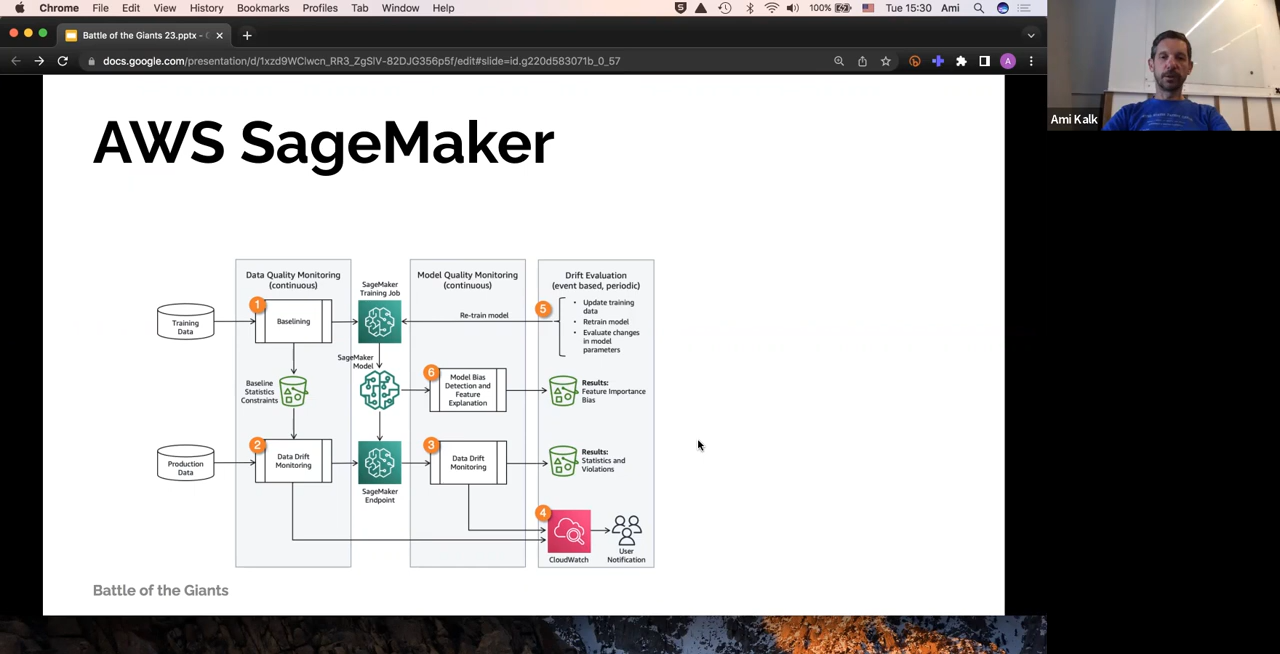 Chrome File Edit View History Bookmarks Profiles Tab Window Help
100% Tue 15:30 Ami
Battle of the Giants 23.pptx -
docs.google.com/presentation/d/1xzd9WClwcn_RR3_ZgSlV-82DJG356p5f/edit#slide=id.g220d583071b_0_57
A
Ami Kalk
AWS SageMaker
Data Quality Monitoring
(continuous)
SageMaker
Training Job
Model Quality Monitoring
(continuous)
Drift Evaluation
(event based, periodic)
Training
Data
1
Baselining
Re-train model
5
• Update training
data
• Retrain model
• Evaluate changes
in model
parameters
Baseline
Statistics
Constraints
SageMaker
Model
6
Model Bias
Detection and
Feature
Explanation
Results:
Feature Importance
Bias
Production
Data
2
Data Drift
Monitoring
SageMaker
Endpoint
3
Data Drift
Monitoring
Results:
Statistics and
Violations
4
CloudWatch
User
Notification
Battle of the Giants